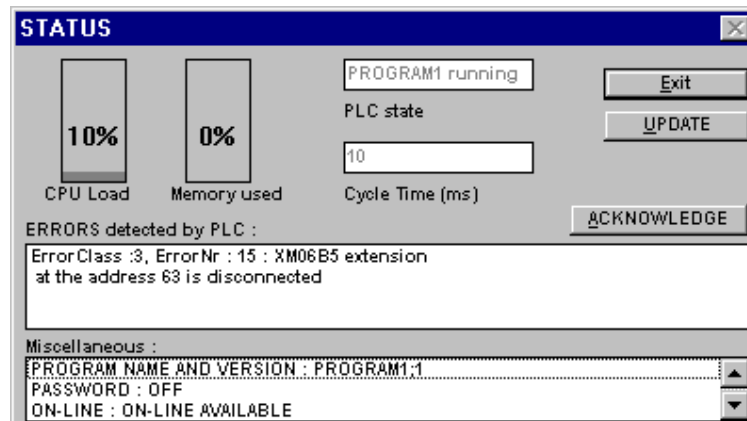 STATUS
10%
CPU Load
0%
Memory used
PROGRAM1 running
PLC state
10
Cycle Time (ms)
Exit
UPDATE
ACKNOWLEDGE
ERRORS detected by PLC :
ErrorClass :3, ErrorNr : 15 : XM06B5 extension
at the address 63 is disconnected
Miscellaneous :
PROGRAM NAME AND VERSION : PROGRAM1;1
PASSWORD : OFF
ON-LINE : ON-LINE AVAILABLE